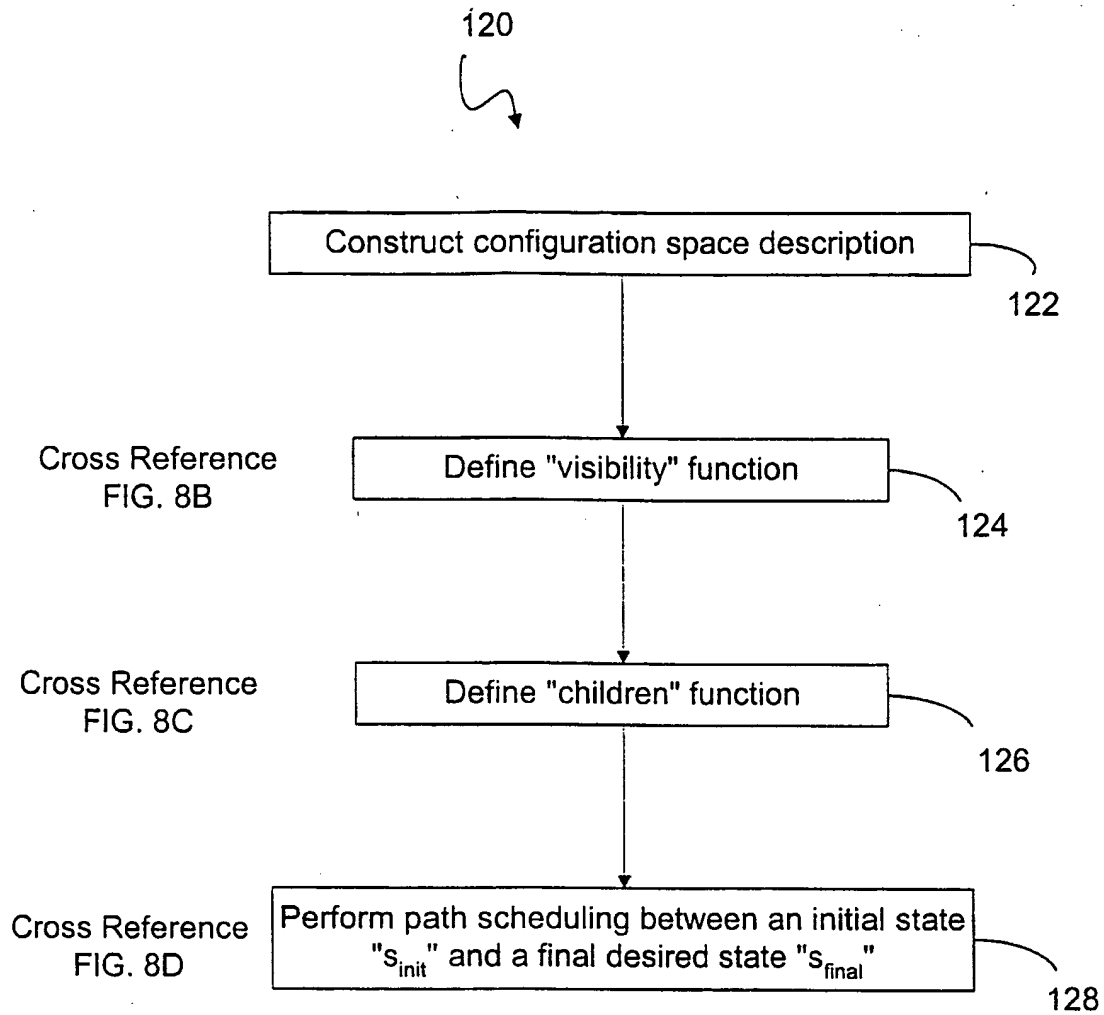 120
Construct configuration space description
122
Cross Reference
FIG. 8B
Define "visibility" function
124
Cross Reference
FIG. 8C
Define "children" function
126
Cross Reference
FIG. 8D
Perform path scheduling between an initial state
"s_init" and a final desired state "s_final"
128